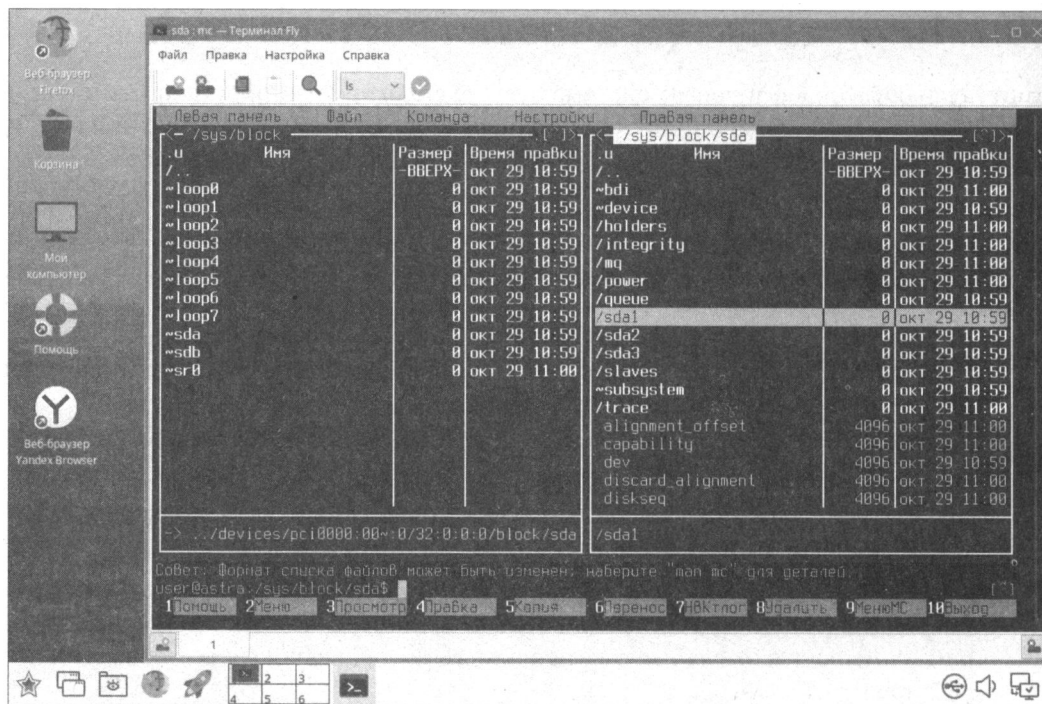 sda : mc — Терминал Fly
Файл Правка Настройка Справка
ls
Левая панель Файл Команда Настройки Правая панель
/sys/block .[^]> /sys/block/sda .[^]>
.и Имя Размер Время правки .и Имя Размер Время правки
/.. -ВВЕРХ- окт 29 10:59 /.. -ВВЕРХ- окт 29 10:59
~loop0 0 окт 29 10:59 ~bdi 0 окт 29 11:00
~loop1 0 окт 29 10:59 ~device 0 окт 29 10:59
~loop2 0 окт 29 10:59 /holders 0 окт 29 11:00
~loop3 0 окт 29 10:59 /integrity 0 окт 29 11:00
~loop4 0 окт 29 10:59 /mq 0 окт 29 11:00
~loop5 0 окт 29 10:59 /power 0 окт 29 11:00
~loop6 0 окт 29 10:59 /queue 0 окт 29 10:59
~loop7 0 окт 29 10:59 /sda1 0 окт 29 10:59
~sda 0 окт 29 10:59 /sda2 0 окт 29 10:59
~sdb 0 окт 29 10:59 /sda3 0 окт 29 10:59
~sr0 0 окт 29 11:00 /slaves 0 окт 29 10:59
~subsystem 0 окт 29 10:59
/trace 0 окт 29 11:00
alignment_offset 4096 окт 29 11:00
capability 4096 окт 29 11:00
dev 4096 окт 29 10:59
discard_alignment 4096 окт 29 11:00
diskseq 4096 окт 29 11:00
-> ../devices/pci0000:00~:0/32:0:0:0/block/sda /sda1
Совет: Формат списка файлов может быть изменен; наберите "man mc" для деталей.
user@astra:/sys/block/sda$ [^]
1Помощь 2Меню 3Просмотр 4Правка 5Копия 6Перенос 7НвКтлог 8Удалить 9МенюMC 10Выход
1
Веб-браузер
Firefox
Корзина
Мой
компьютер
Помощь
Веб-браузер
Yandex Browser
2 3
4 5 6